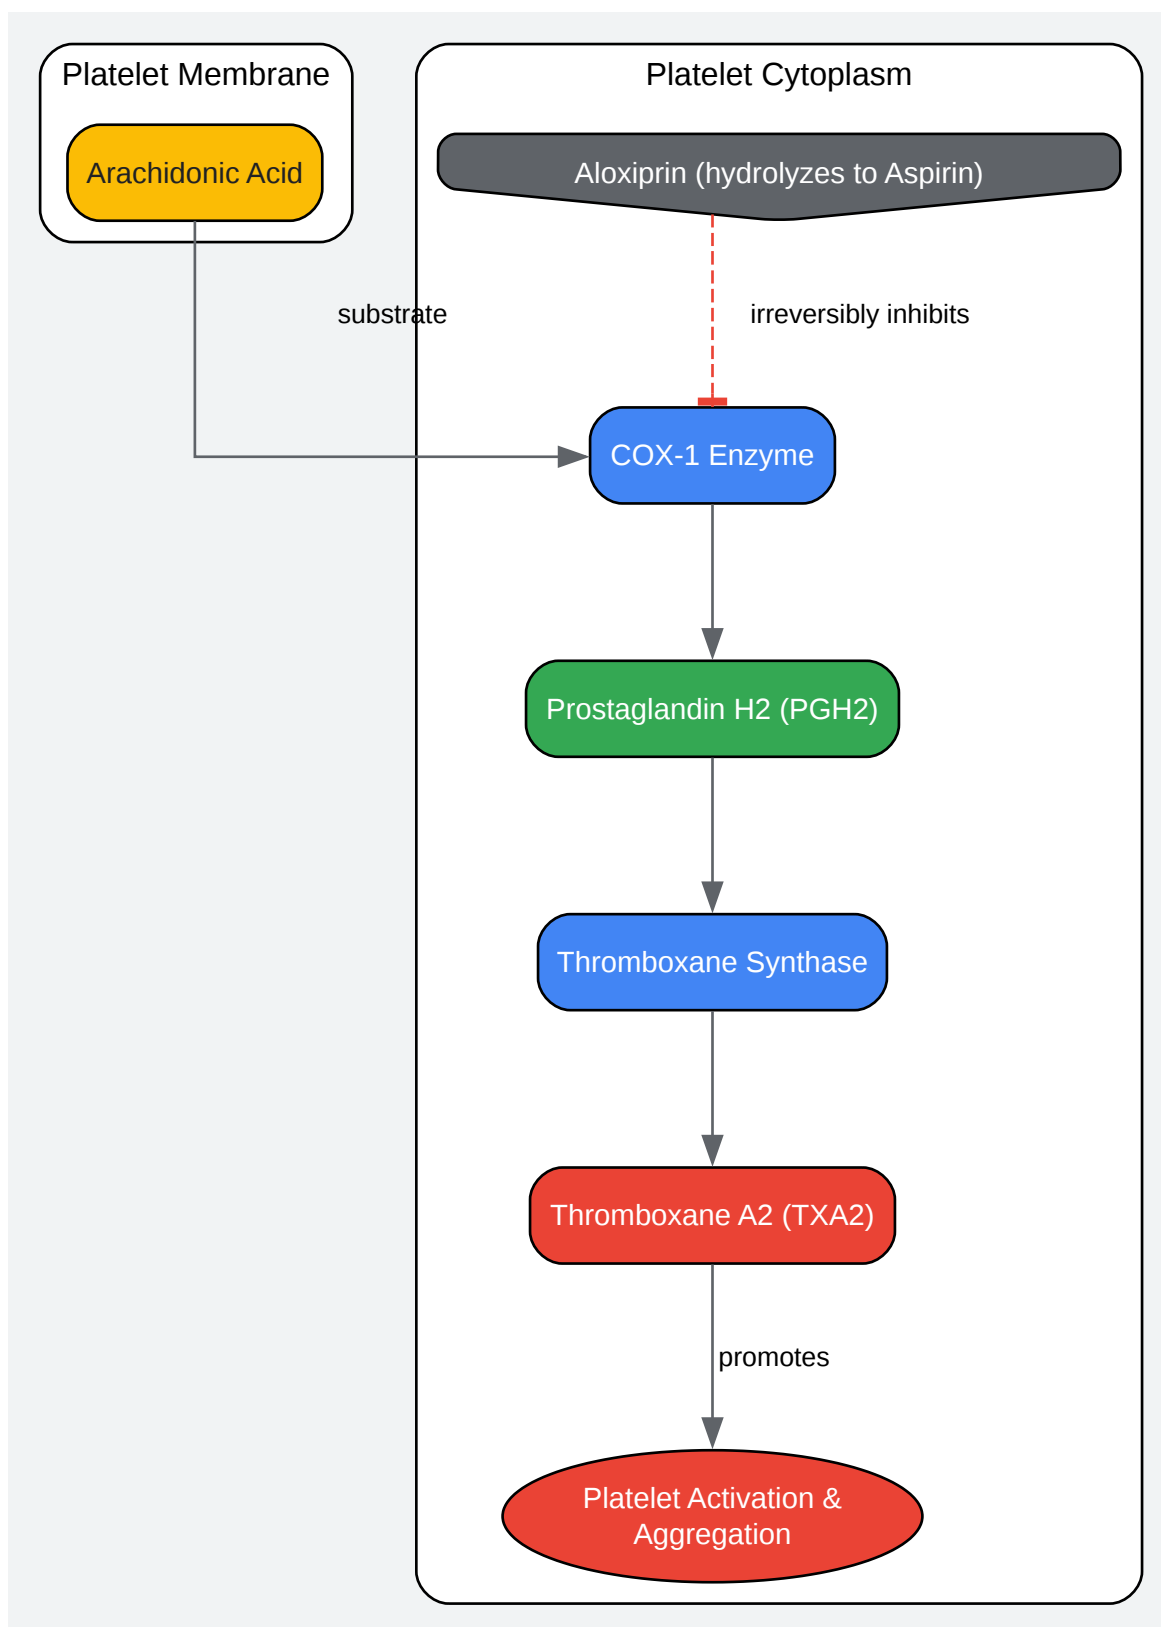 Platelet Membrane
Arachidonic Acid
Platelet Cytoplasm
Aloxiprin (hydrolyzes to Aspirin)
substrate
irreversibly inhibits
COX-1 Enzyme
Prostaglandin H2 (PGH2)
Thromboxane Synthase
Thromboxane A2 (TXA2)
promotes
Platelet Activation &
Aggregation